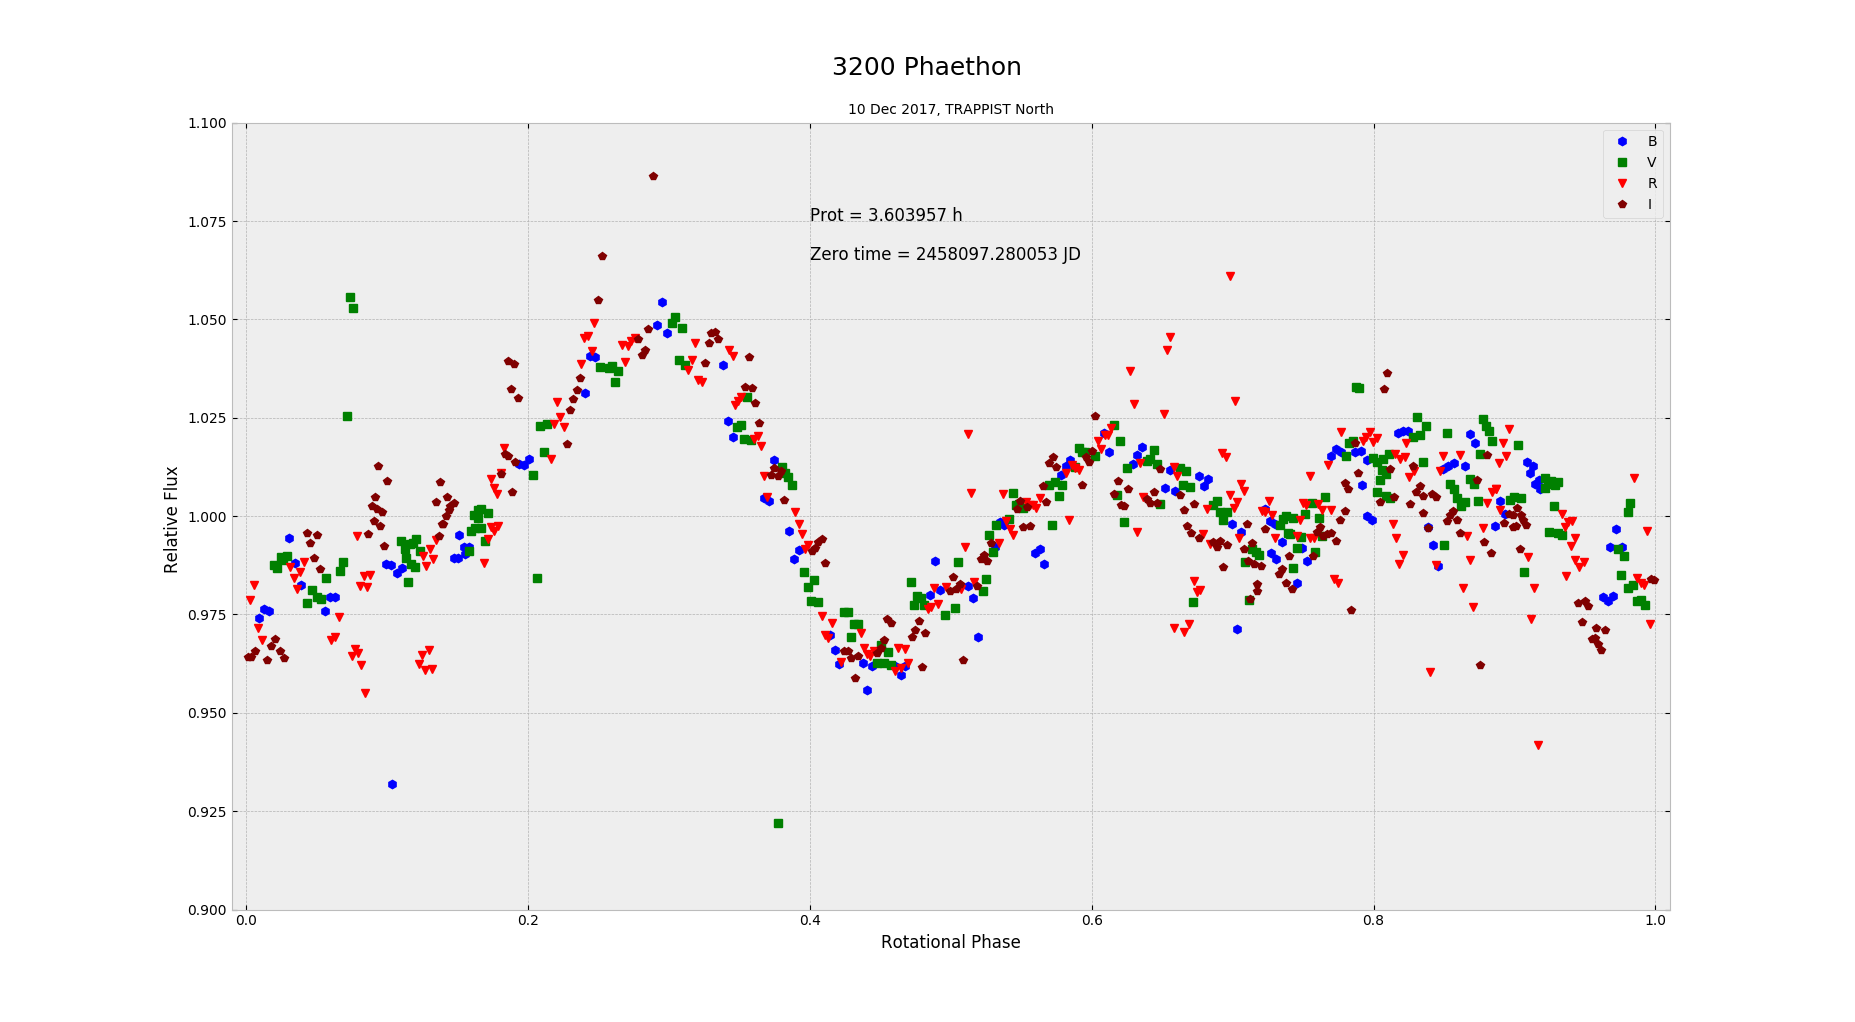 3200 Phaethon
10 Dec 2017, TRAPPIST North
1.100
1.075
1.050
1.025
1.000
0.975
0.950
0.925
0.900
Relative Flux
Prot = 3.603957 h
Zero time = 2458097.280053 JD
B
V
R
I
0.0 0.2 0.4 0.6 0.8 1.0
Rotational Phase